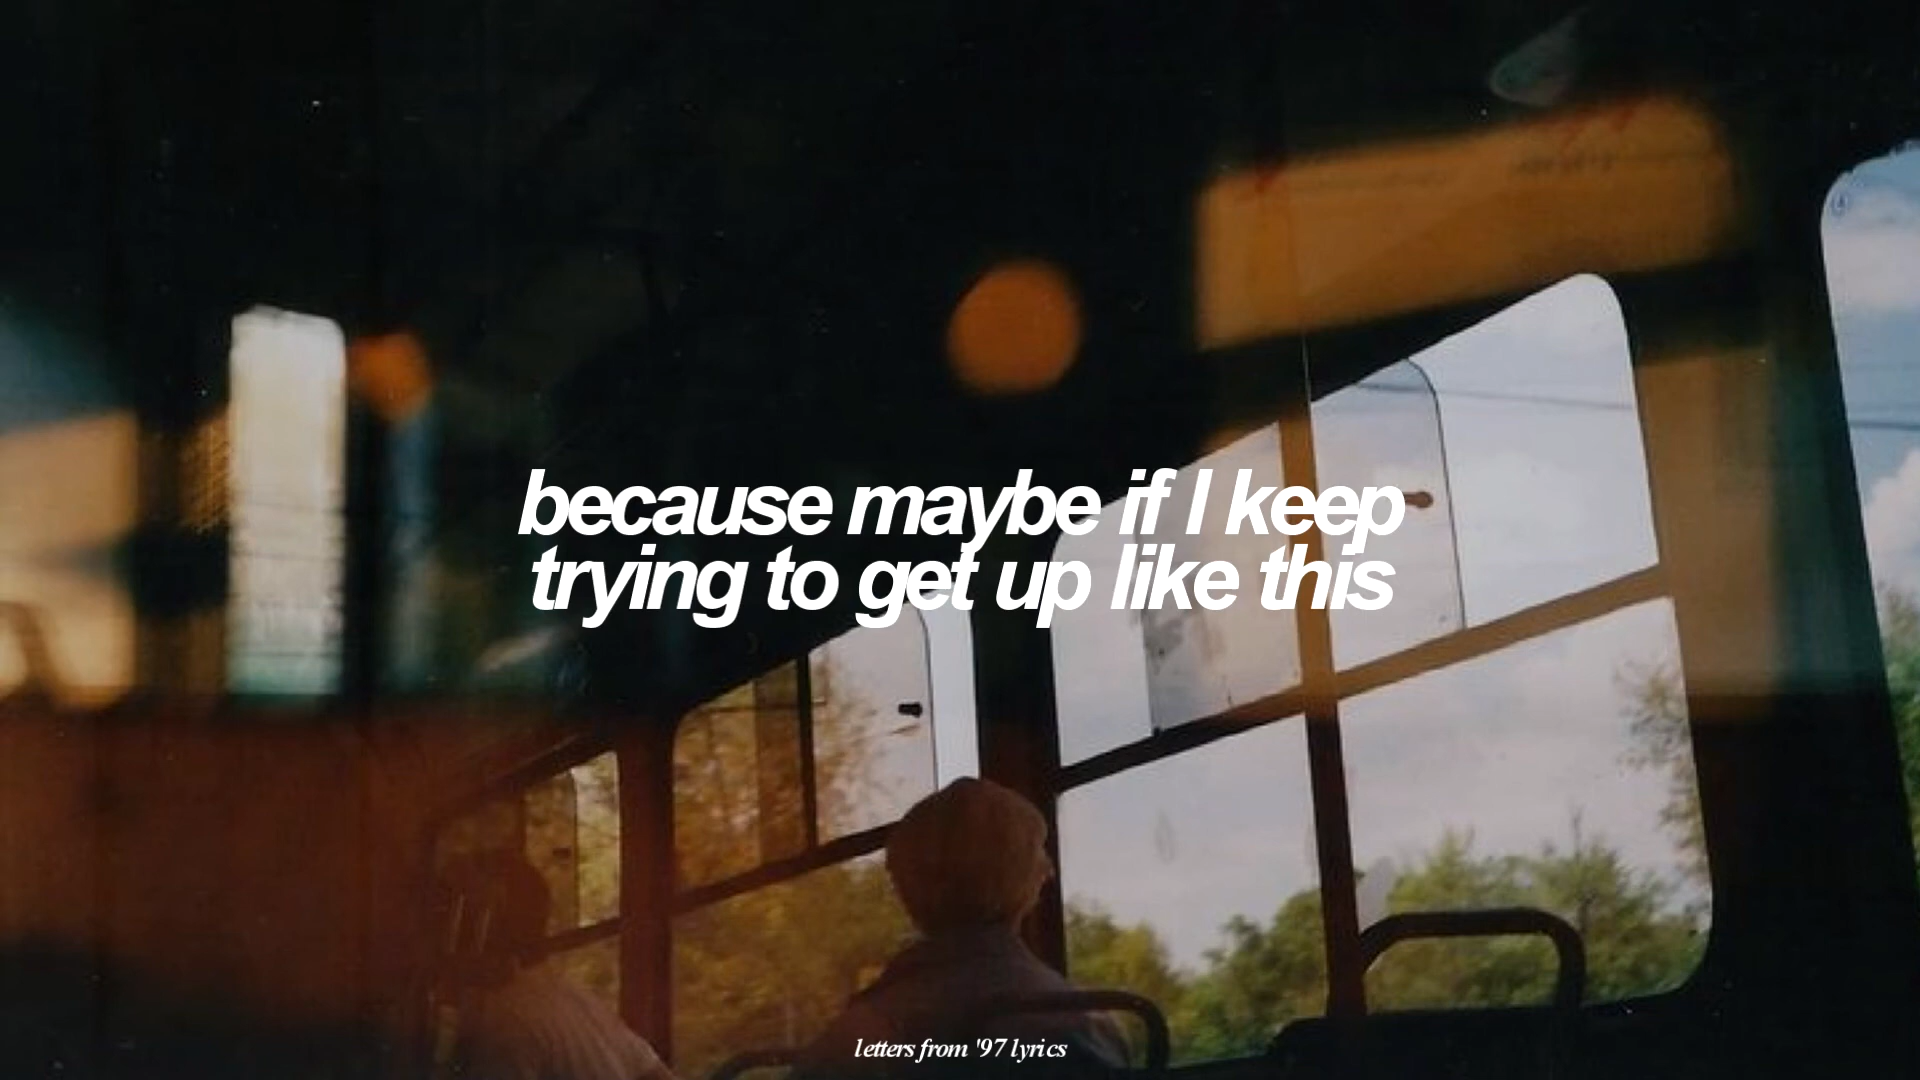 because maybe if I keep
trying to get up like this
letters from '97 lyrics